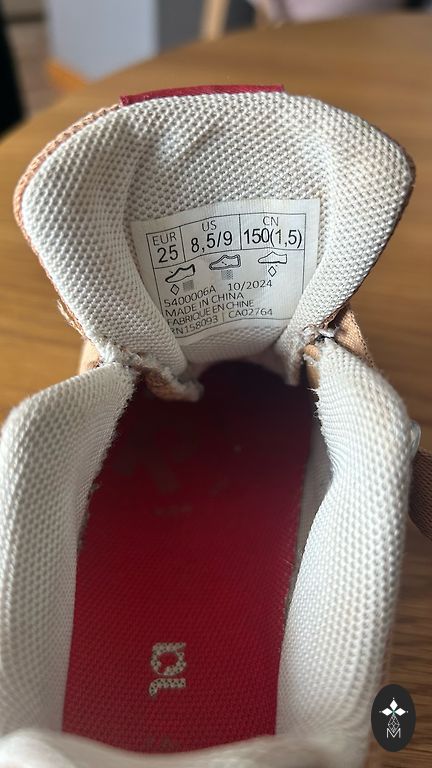 EUR US CN
25 8,5/9 150(1,5)
5400006A 10/2024
MADE IN CHINA
FABRIQUE EN CHINE
RN158093 CA02764
M